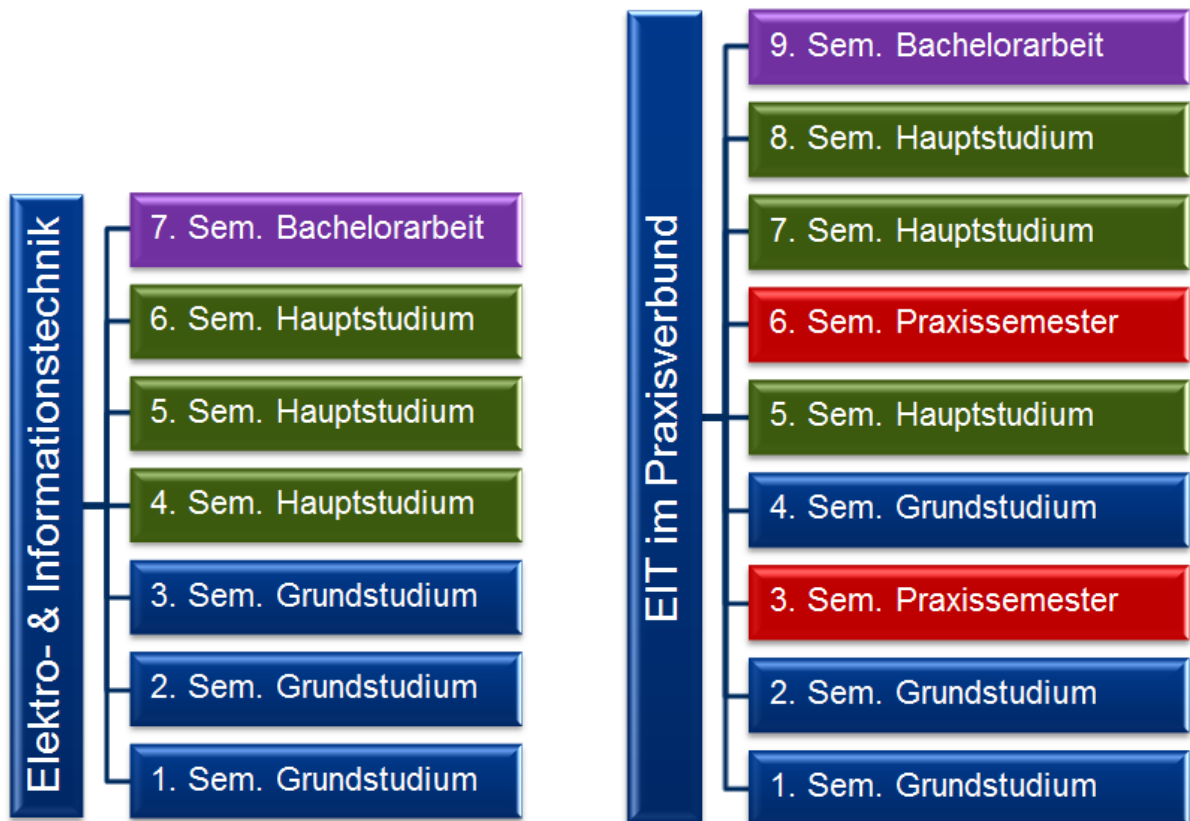 Elektro- & Informationstechnik
7. Sem. Bachelorarbeit
6. Sem. Hauptstudium
5. Sem. Hauptstudium
4. Sem. Hauptstudium
3. Sem. Grundstudium
2. Sem. Grundstudium
1. Sem. Grundstudium
EIT im Praxisverbund
9. Sem. Bachelorarbeit
8. Sem. Hauptstudium
7. Sem. Hauptstudium
6. Sem. Praxissemester
5. Sem. Hauptstudium
4. Sem. Grundstudium
3. Sem. Praxissemester
2. Sem. Grundstudium
1. Sem. Grundstudium